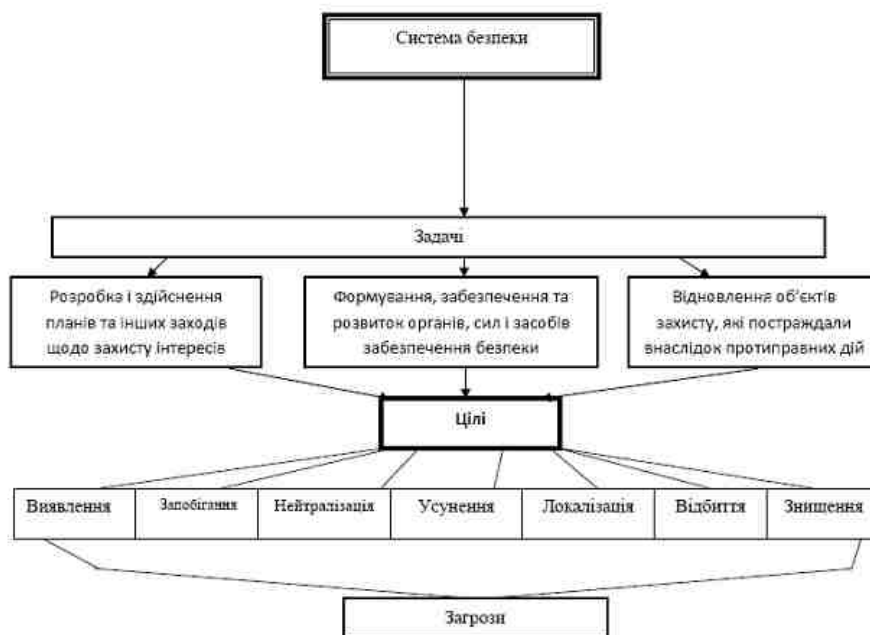 Система безпеки
Задачі
Розробка і здійснення
планів та інших заходів
щодо захисту інтересів
Формування, забезпечення та
розвиток органів, сил і засобів
забезпечення безпеки
Відновлення об'єктів
захисту, які постраждали
внаслідок протиправних дій
Цілі
Виявлення
Запобігання
Нейтралізація
Усунення
Локалізація
Відбиття
Знищення
Загрози